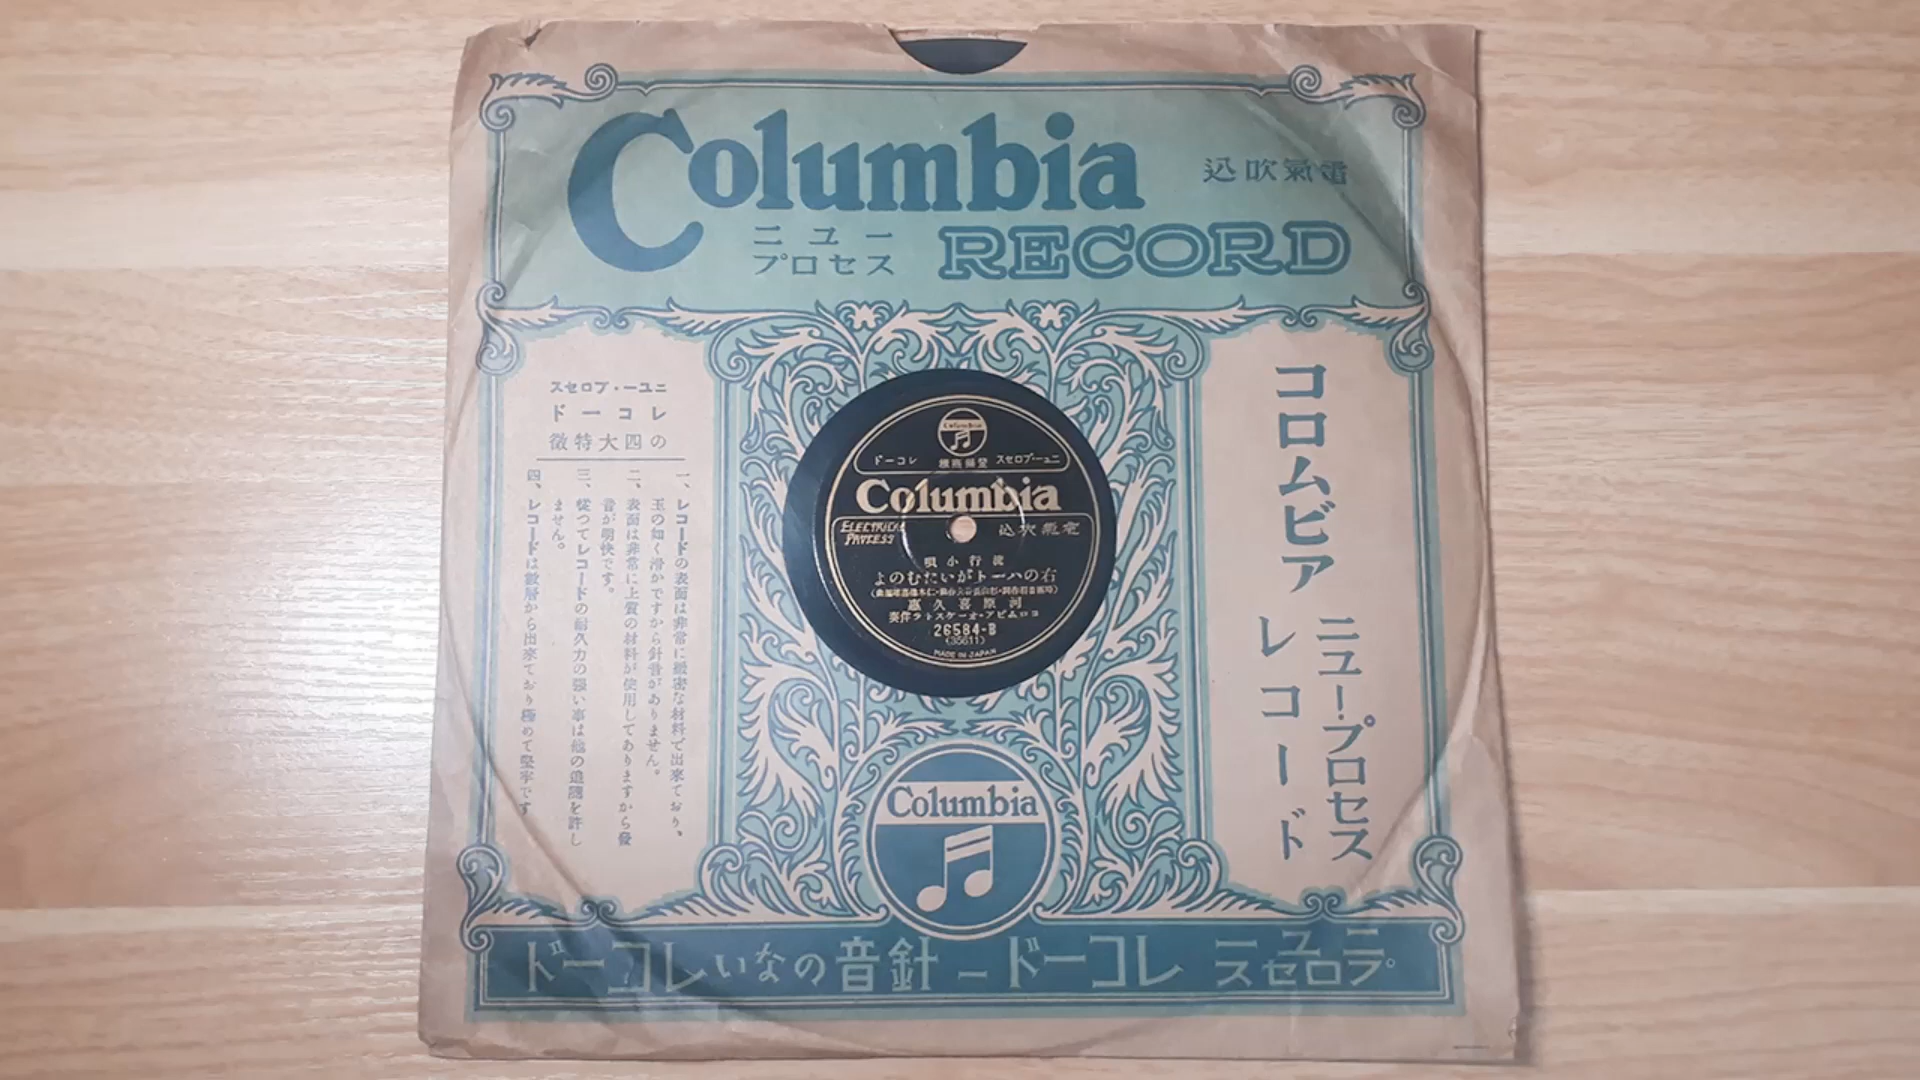 Columbia
電氣吹込
ニユー
プロセス
RECORD
ニユー・プロセス
レコード
の四大特徴
一、レコードの表面は非常に緻密な材料で出來ており、
玉の如く滑かですから針音がありません。
二、表面は非常に上質の材料が使用してありますから發
音が明快です。
三、從つてレコードの耐久力の强い事は他の追隨を許し
ません。
四、レコードは數層から出來ており極めて堅牢です
コロムビア
ニュー・プロセス
レコード
Columbia
ニュー・プロセス
レコード
Columbia
ELECTRICAL
PROCESS
電氣吹込
流行小唄
右のハートがいたむのよ
河原喜久惠
コロムビア・オーケストラ伴奏
26584-B
(35611)
MADE IN JAPAN
Columbia
ニユー
プロセス
レコード — 針音のないレコード